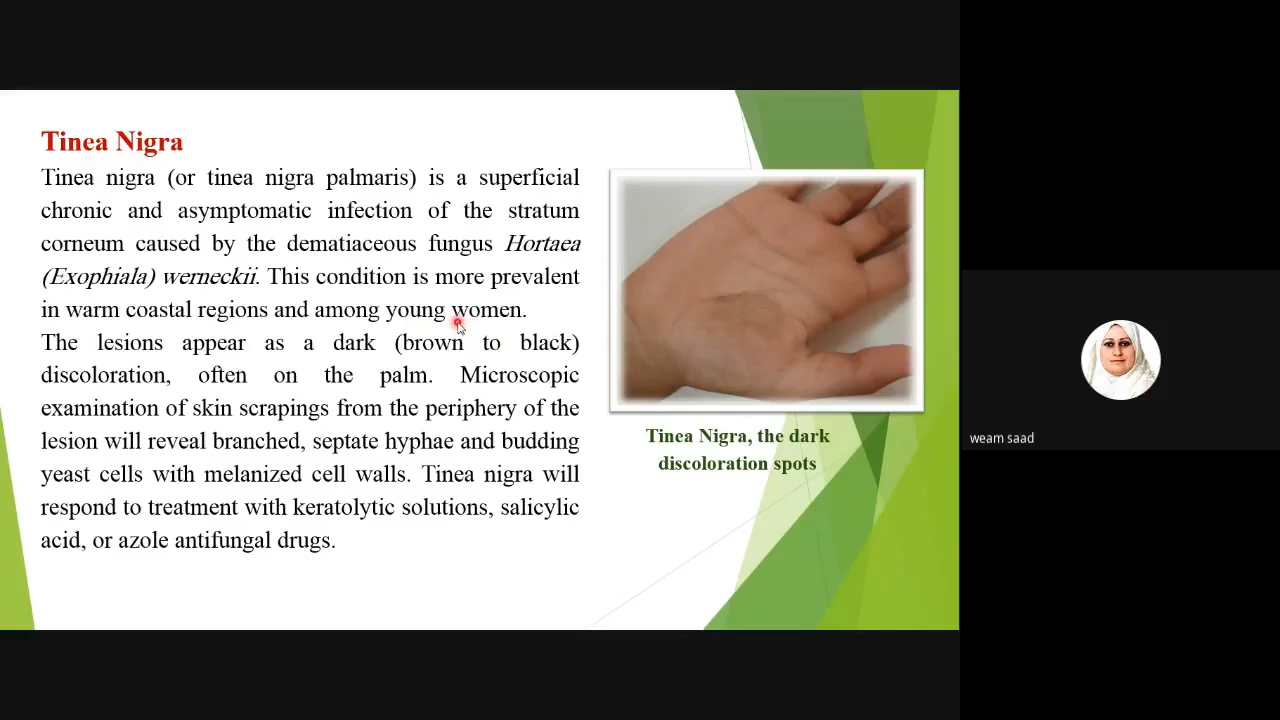 Tinea Nigra
Tinea nigra (or tinea nigra palmaris) is a superficial
chronic and asymptomatic infection of the stratum
corneum caused by the dematiaceous fungus Hortaea
(Exophiala) werneckii. This condition is more prevalent
in warm coastal regions and among young women.
The lesions appear as a dark (brown to black)
discoloration, often on the palm. Microscopic
examination of skin scrapings from the periphery of the
lesion will reveal branched, septate hyphae and budding
yeast cells with melanized cell walls. Tinea nigra will
respond to treatment with keratolytic solutions, salicylic
acid, or azole antifungal drugs.
Tinea Nigra, the dark
discoloration spots
weam saad